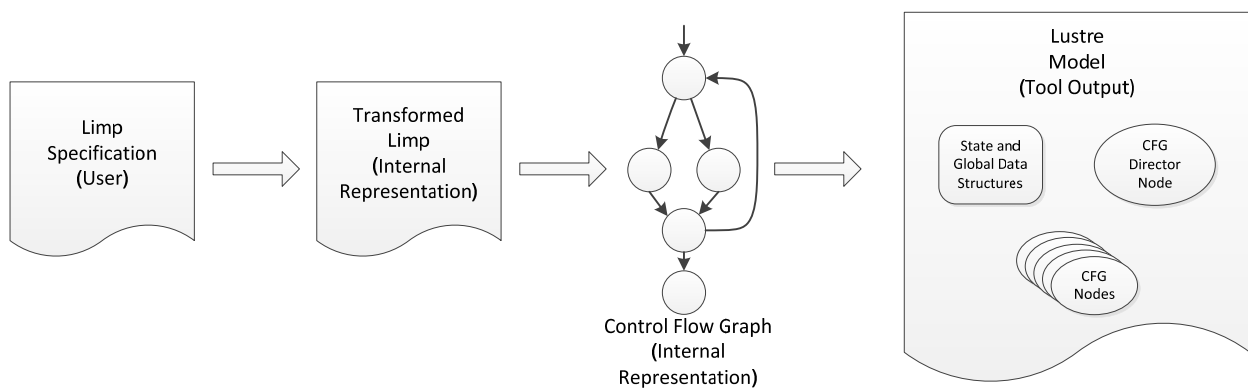 Limp
Specification
(User)
Transformed
Limp
(Internal
Representation)
Control Flow Graph
(Internal
Representation)
Lustre
Model
(Tool Output)
State and
Global Data
Structures
CFG
Director
Node
CFG
Nodes